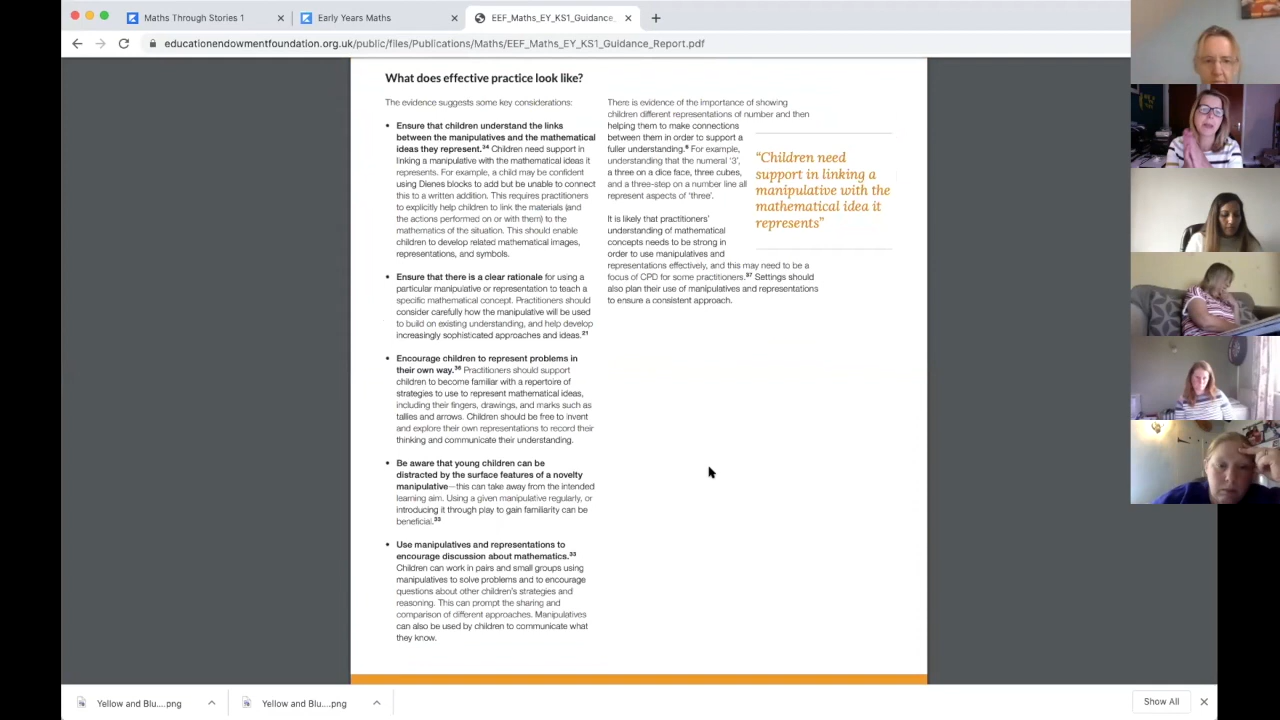 Maths Through Stories 1
Early Years Maths
EEF_Maths_EY_KS1_Guidance_
educationendowmentfoundation.org.uk/public/files/Publications/Maths/EEF_Maths_EY_KS1_Guidance_Report.pdf
What does effective practice look like?
The evidence suggests some key considerations:
• Ensure that children understand the links
between the manipulatives and the mathematical
ideas they represent.34 Children need support in
linking a manipulative with the mathematical ideas it
represents. For example, a child may be confident
using Dienes blocks to add but be unable to connect
this to a written addition. This requires practitioners
to explicitly help children to link the materials (and
the actions performed on or with them) to the
mathematics of the situation. This should enable
children to develop related mathematical images,
representations, and symbols.
• Ensure that there is a clear rationale for using a
particular manipulative or representation to teach a
specific mathematical concept. Practitioners should
consider carefully how the manipulative will be used
to build on existing understanding, and help develop
increasingly sophisticated approaches and ideas.21
• Encourage children to represent problems in
their own way.36 Practitioners should support
children to become familiar with a repertoire of
strategies to use to represent mathematical ideas,
including their fingers, drawings, and marks such as
tallies and arrows. Children should be free to invent
and explore their own representations to record their
thinking and communicate their understanding.
• Be aware that young children can be
distracted by the surface features of a novelty
manipulative—this can take away from the intended
learning aim. Using a given manipulative regularly, or
introducing it through play to gain familiarity can be
beneficial.33
• Use manipulatives and representations to
encourage discussion about mathematics.33
Children can work in pairs and small groups using
manipulatives to solve problems and to encourage
questions about other children's strategies and
reasoning. This can prompt the sharing and
comparison of different approaches. Manipulatives
can also be used by children to communicate what
they know.
There is evidence of the importance of showing
children different representations of number and then
helping them to make connections
between them in order to support a
fuller understanding.6 For example,
understanding that the numeral '3',
a three on a dice face, three cubes,
and a three-step on a number line all
represent aspects of 'three'.
It is likely that practitioners'
understanding of mathematical
concepts needs to be strong in
order to use manipulatives and
representations effectively, and this may need to be a
focus of CPD for some practitioners.37 Settings should
also plan their use of manipulatives and representations
to ensure a consistent approach.
“Children need
support in linking a
manipulative with the
mathematical idea it
represents”
Yellow and Blu....png
Yellow and Blu....png
Show All